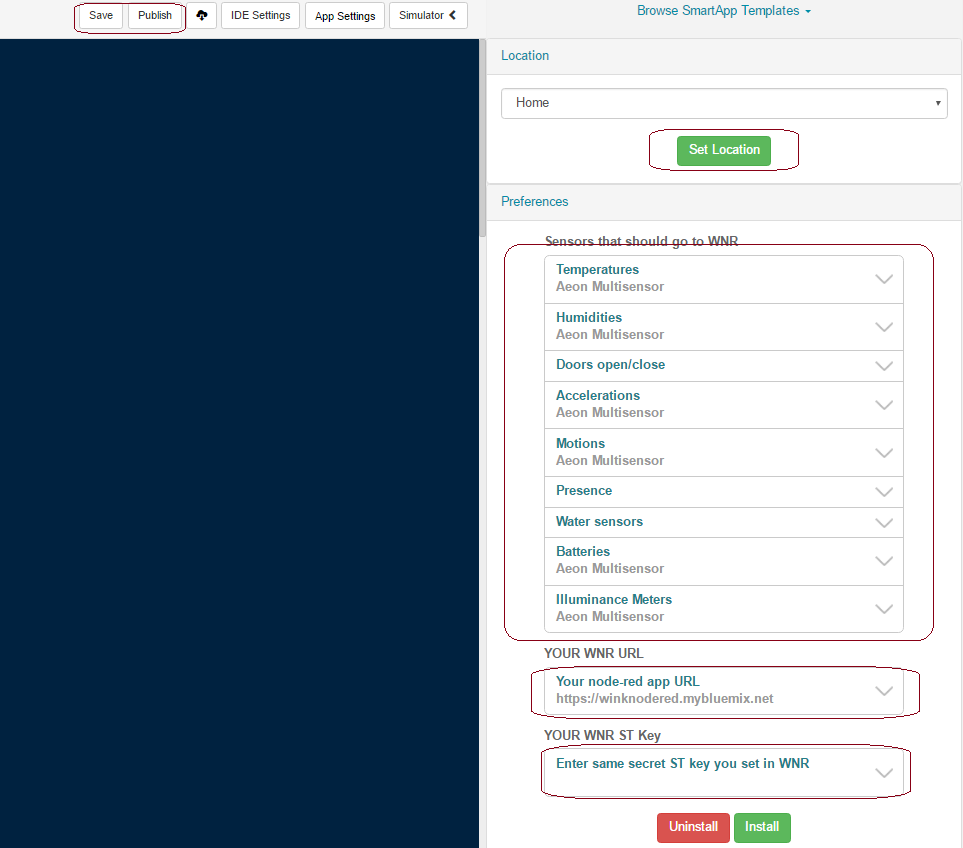 Save Publish IDE Settings App Settings Simulator
Browse SmartApp Templates
Location
Home
Set Location
Preferences
Sensors that should go to WNR
Temperatures
Aeon Multisensor
Humidities
Aeon Multisensor
Doors open/close
Accelerations
Aeon Multisensor
Motions
Aeon Multisensor
Presence
Water sensors
Batteries
Aeon Multisensor
Illuminance Meters
Aeon Multisensor
YOUR WNR URL
Your node-red app URL
https://winknodered.mybluemix.net
YOUR WNR ST Key
Enter same secret ST key you set in WNR
Uninstall Install